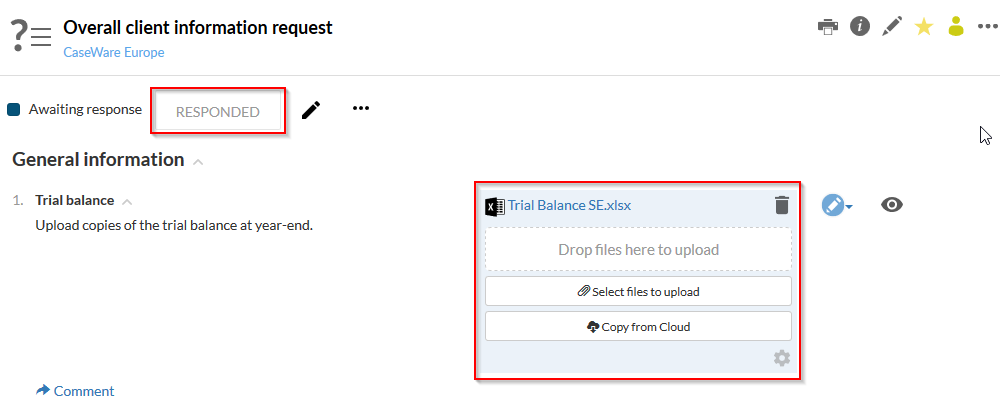 Overall client information request
CaseWare Europe
Awaiting response
RESPONDED
General information
1. Trial balance
Upload copies of the trial balance at year-end.
Trial Balance SE.xlsx
Drop files here to upload
Select files to upload
Copy from Cloud
Comment